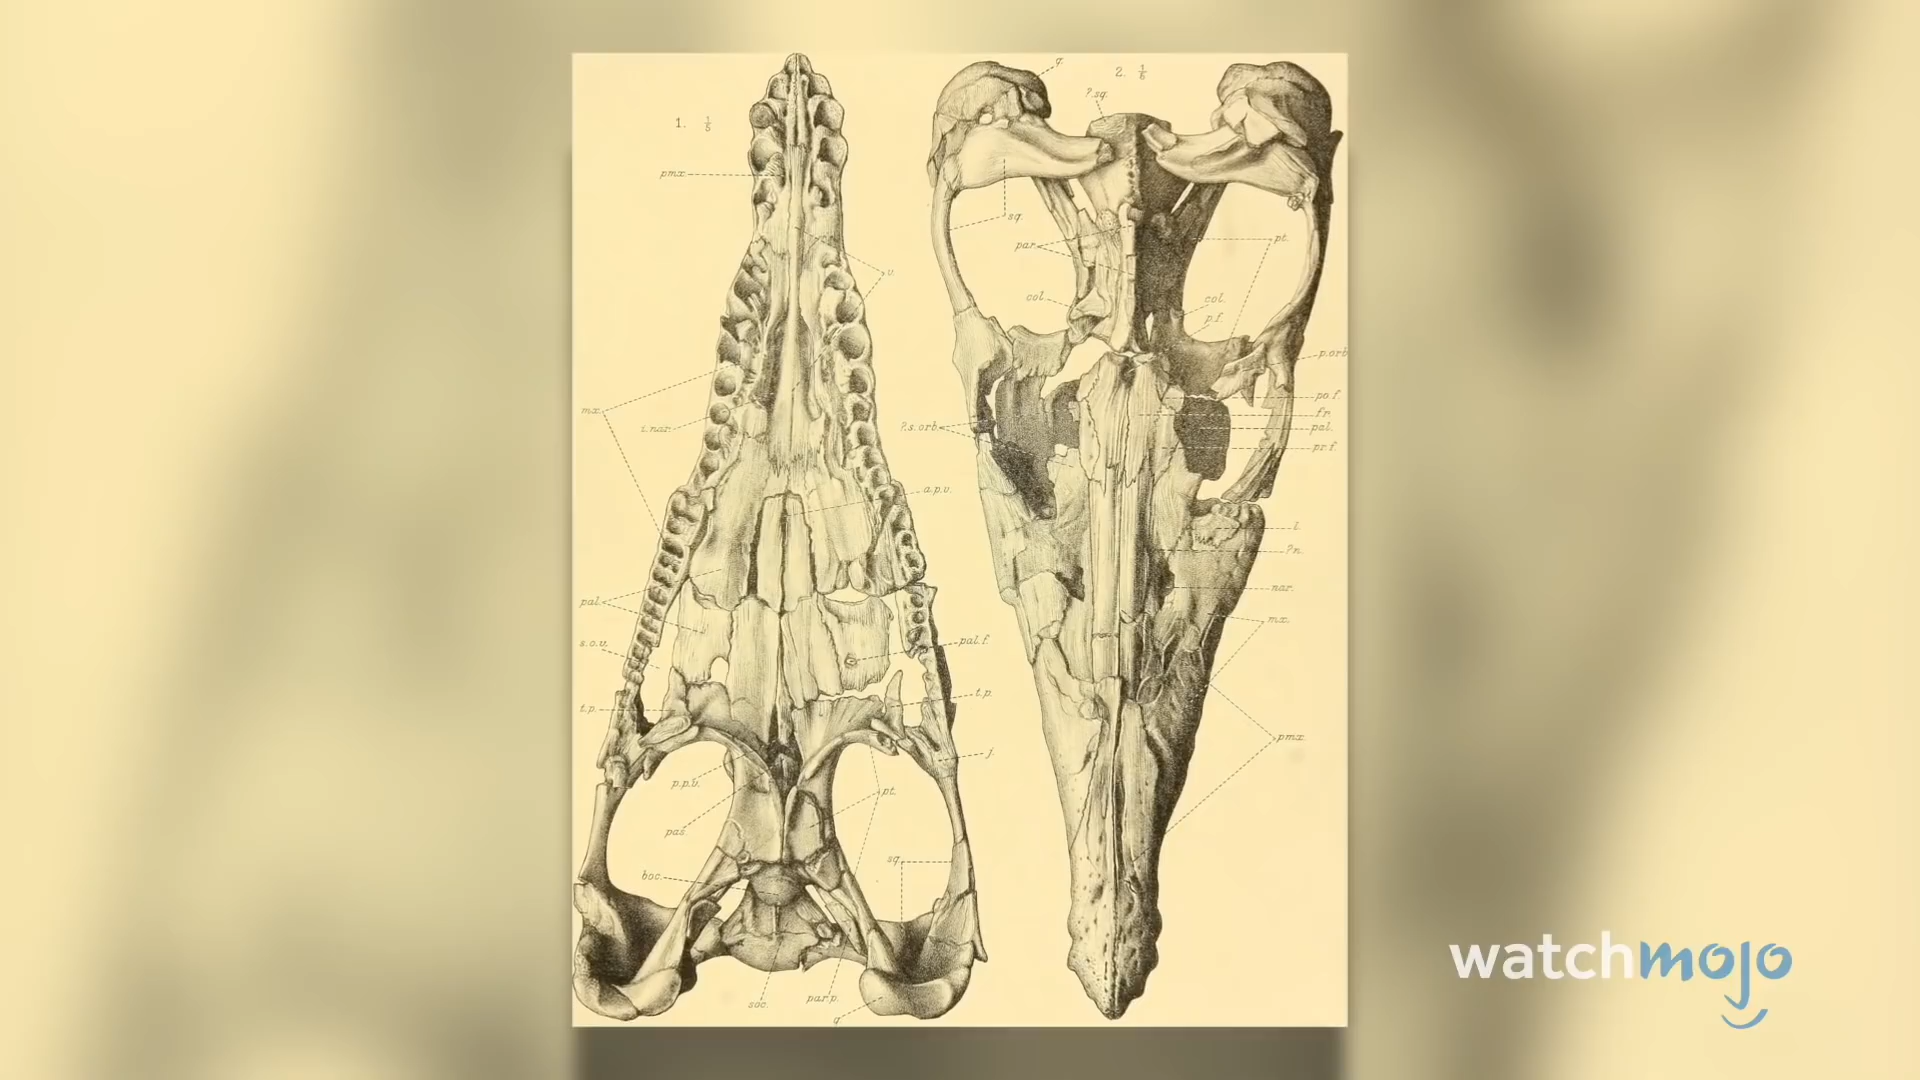 1. 1/5
pmx.
v.
mx.
i.nar.
a.p.v.
pal.
s.o.v.
pal.f.
t.p.
t.p.
j.
p.p.v.
pt.
pas.
sq.
boc.
soc.
par.p.
q.
q.
2. 1/6
?.sq.
sq.
par.
pt.
col.
col.
p.f.
p.orb
po.f.
fr.
?.s.orb.
pal.
pr.f.
l.
?n.
nar.
mx.
pmx.
watchmojo